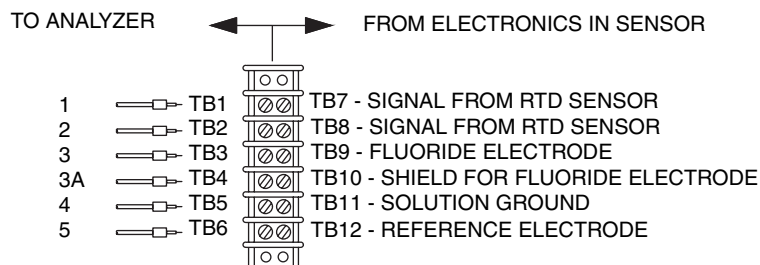 TO ANALYZER FROM ELECTRONICS IN SENSOR
1 TB1 TB7 - SIGNAL FROM RTD SENSOR
2 TB2 TB8 - SIGNAL FROM RTD SENSOR
3 TB3 TB9 - FLUORIDE ELECTRODE
3A TB4 TB10 - SHIELD FOR FLUORIDE ELECTRODE
4 TB5 TB11 - SOLUTION GROUND
5 TB6 TB12 - REFERENCE ELECTRODE